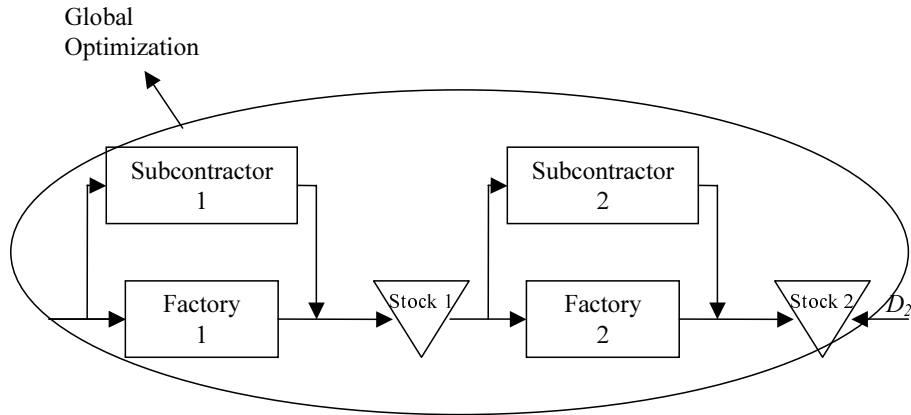 Global
Optimization
Subcontractor
1
Subcontractor
2
Factory
1
Stock 1
Factory
2
Stock 2
D2